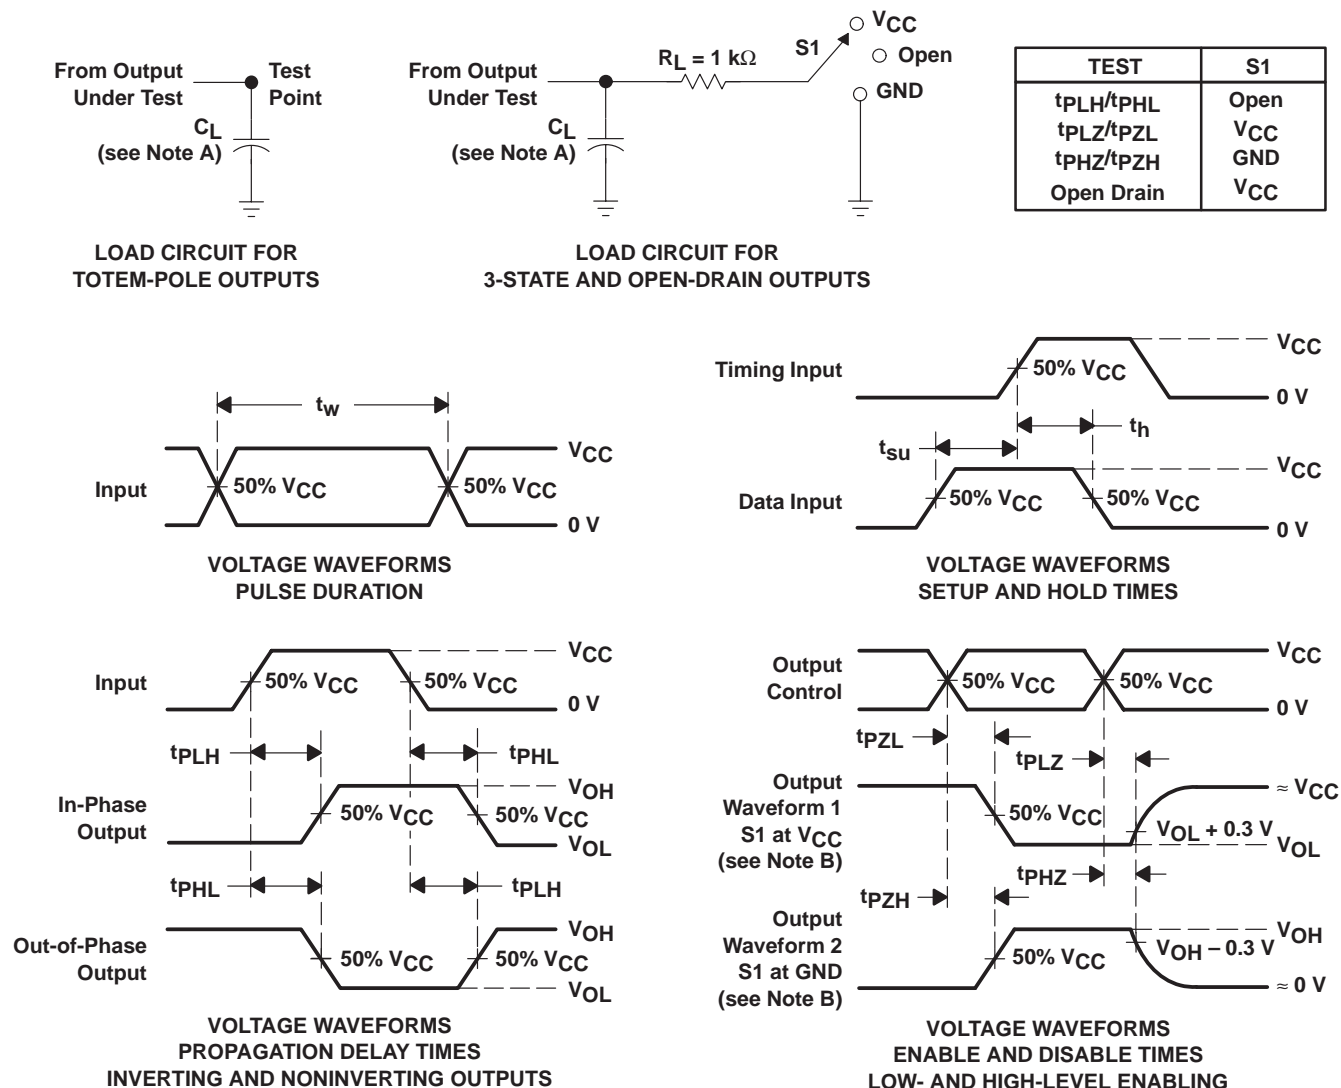 From Output
Under Test
Test
Point
CL
(see Note A)
LOAD CIRCUIT FOR
TOTEM-POLE OUTPUTS
From Output
Under Test
RL = 1 kΩ
S1
VCC
Open
GND
CL
(see Note A)
LOAD CIRCUIT FOR
3-STATE AND OPEN-DRAIN OUTPUTS
TEST S1
tPLH/tPHL Open
tPLZ/tPZL VCC
tPHZ/tPZH GND
Open Drain VCC
tw
Input
50% VCC
50% VCC
VCC
0 V
VOLTAGE WAVEFORMS
PULSE DURATION
Timing Input
50% VCC
VCC
0 V
tsu
th
Data Input
50% VCC
50% VCC
VCC
0 V
VOLTAGE WAVEFORMS
SETUP AND HOLD TIMES
Input
50% VCC
50% VCC
VCC
0 V
tPLH
tPHL
In-Phase
Output
50% VCC
50% VCC
VOH
VOL
tPHL
tPLH
Out-of-Phase
Output
50% VCC
50% VCC
VOH
VOL
VOLTAGE WAVEFORMS
PROPAGATION DELAY TIMES
INVERTING AND NONINVERTING OUTPUTS
Output
Control
50% VCC
50% VCC
VCC
0 V
tPZL
tPLZ
Output
Waveform 1
S1 at VCC
(see Note B)
50% VCC
VOL + 0.3 V
≈ VCC
VOL
tPZH
tPHZ
Output
Waveform 2
S1 at GND
(see Note B)
50% VCC
VOH − 0.3 V
VOH
≈ 0 V
VOLTAGE WAVEFORMS
ENABLE AND DISABLE TIMES
LOW- AND HIGH-LEVEL ENABLING